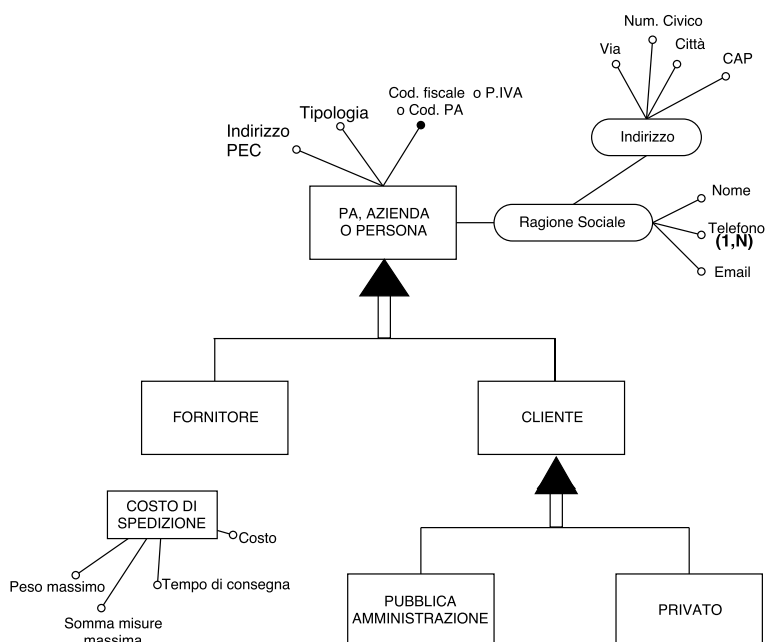 Num. Civico
Via
Città
CAP
Indirizzo
Cod. fiscale o P.IVA
o Cod. PA
Tipologia
Indirizzo
PEC
PA, AZIENDA
O PERSONA
Ragione Sociale
Nome
Telefono
(1,N)
Email
FORNITORE
CLIENTE
COSTO DI
SPEDIZIONE
Costo
Peso massimo
Tempo di consegna
Somma misure
massima
PUBBLICA
AMMINISTRAZIONE
PRIVATO